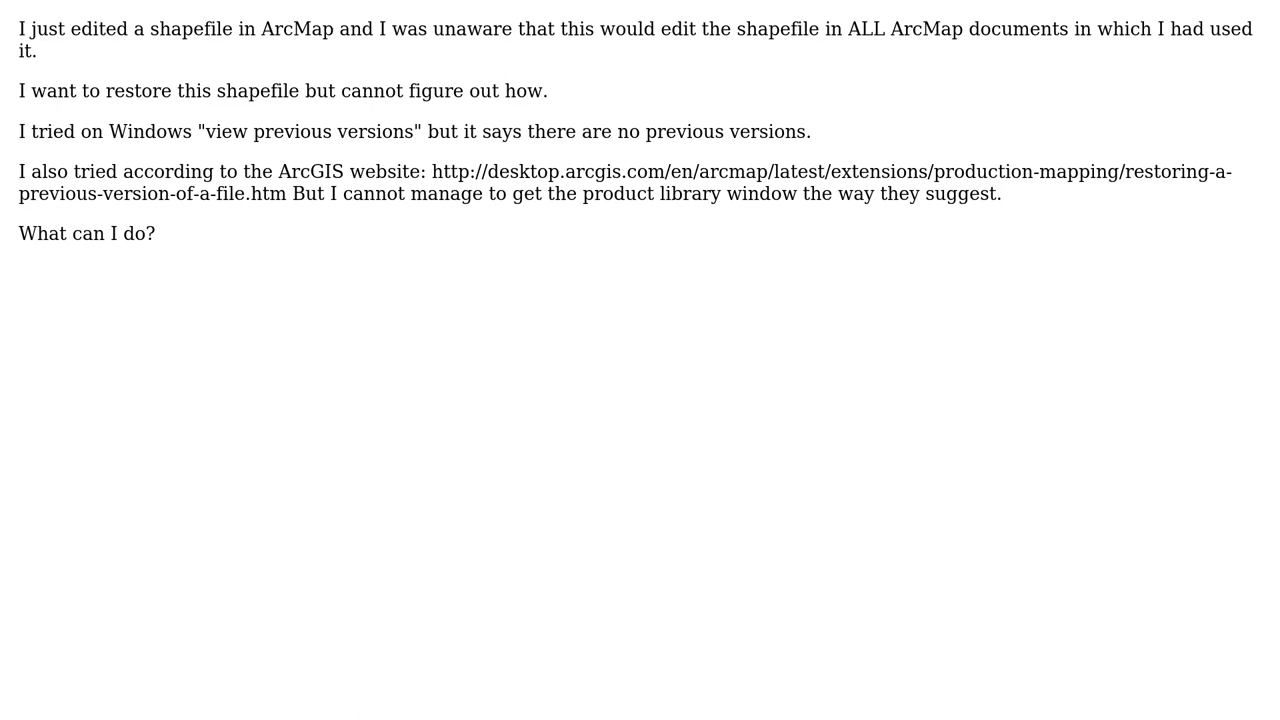 I just edited a shapefile in ArcMap and I was unaware that this would edit the shapefile in ALL ArcMap documents in which I had used
it.
I want to restore this shapefile but cannot figure out how.
I tried on Windows "view previous versions" but it says there are no previous versions.
I also tried according to the ArcGIS website: http://desktop.arcgis.com/en/arcmap/latest/extensions/production-mapping/restoring-a-
previous-version-of-a-file.htm But I cannot manage to get the product library window the way they suggest.
What can I do?